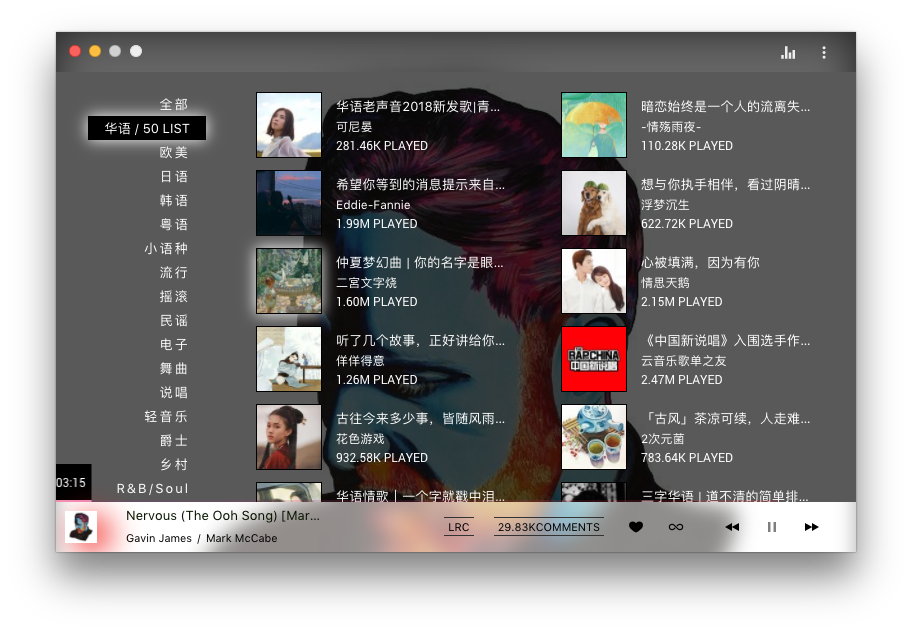 全部
华语 / 50 LIST
欧美
日语
韩语
粤语
小语种
流行
摇滚
民谣
电子
舞曲
说唱
轻音乐
爵士
乡村
R&B/Soul
华语老声音2018新发歌|青...
可尼晏
281.46K PLAYED
暗恋始终是一个人的流离失...
-情殇雨夜-
110.28K PLAYED
希望你等到的消息提示来自...
Eddie-Fannie
1.99M PLAYED
想与你执手相伴，看过阴晴...
浮梦沉生
622.72K PLAYED
仲夏梦幻曲 | 你的名字是眼...
二宮文字烧
1.60M PLAYED
心被填满，因为有你
情思天鹅
2.15M PLAYED
听了几个故事，正好讲给你...
佯佯得意
1.26M PLAYED
RAP CHINA
中国新说唱
《中国新说唱》入围选手作...
云音乐歌单之友
2.47M PLAYED
古往今来多少事，皆随风雨...
花色游戏
932.58K PLAYED
「古风」茶凉可续，人走难...
2次元菌
783.64K PLAYED
华语情歌丨一个字就戳中泪...
三字华语 | 道不清的简单排...
03:15
Nervous (The Ooh Song) [Mar...
Gavin James / Mark McCabe
LRC
29.83KCOMMENTS